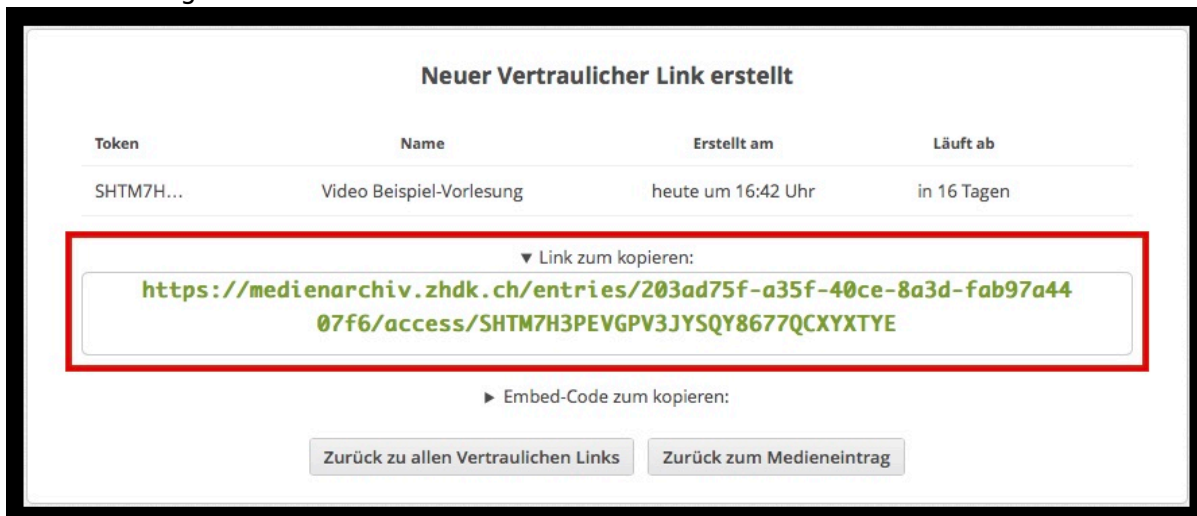 Neuer Vertraulicher Link erstellt
Token Name Erstellt am Läuft ab
SHTM7H... Video Beispiel-Vorlesung heute um 16:42 Uhr in 16 Tagen
▼ Link zum kopieren:
https://medienarchiv.zhdk.ch/entries/203ad75f-a35f-40ce-8a3d-fab97a44
07f6/access/SHTM7H3PEVGPV3JYSQY8677QCXYXTYE
► Embed-Code zum kopieren:
Zurück zu allen Vertraulichen Links Zurück zum Medieneintrag